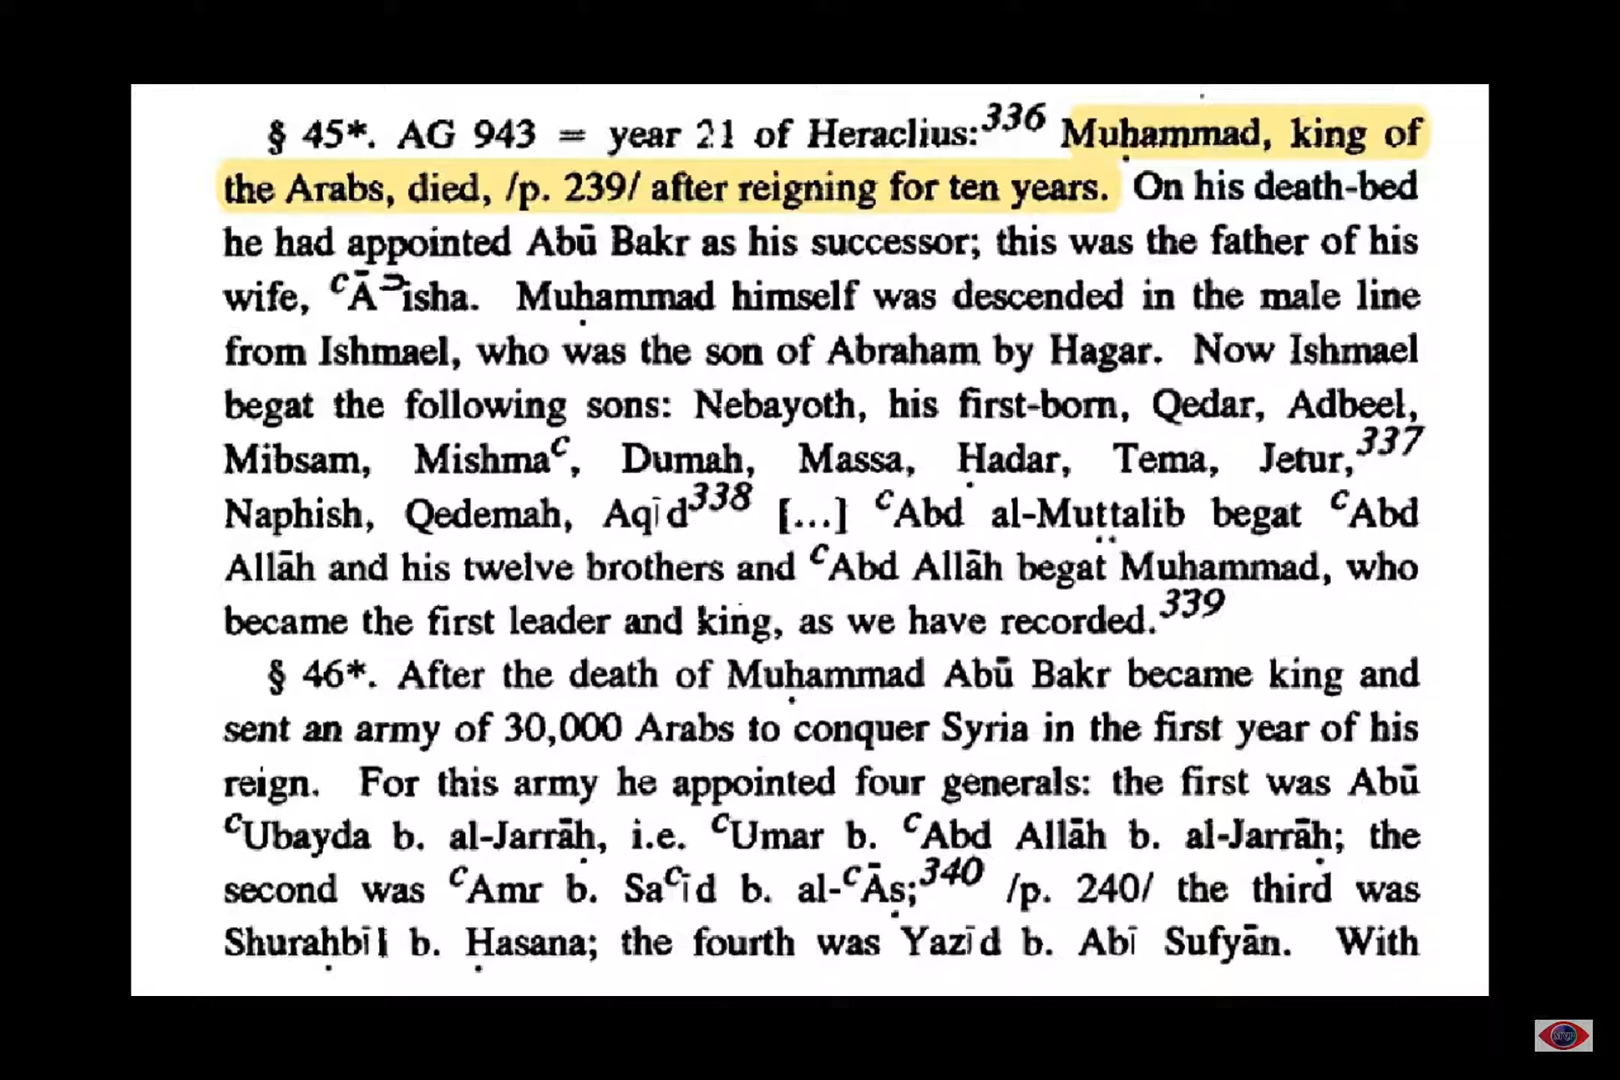 § 45*. AG 943 = year 21 of Heraclius:336 Muḥammad, king of
the Arabs, died, /p. 239/ after reigning for ten years. On his death-bed
he had appointed Abū Bakr as his successor; this was the father of his
wife, ᶜĀʾisha. Muḥammad himself was descended in the male line
from Ishmael, who was the son of Abraham by Hagar. Now Ishmael
begat the following sons: Nebayoth, his first-born, Qedar, Adbeel,
Mibsam, Mishmaᶜ, Dumah, Massa, Ḥadar, Tema, Jetur,337
Naphish, Qedemah, Aqīd338 [...] ᶜAbd al-Muṭṭalib begat ᶜAbd
Allāh and his twelve brothers and ᶜAbd Allāh begat Muḥammad, who
became the first leader and king, as we have recorded.339
§ 46*. After the death of Muḥammad Abū Bakr became king and
sent an army of 30,000 Arabs to conquer Syria in the first year of his
reign. For this army he appointed four generals: the first was Abū
ᶜUbayda b. al-Jarrāḥ, i.e. ᶜUmar b. ᶜAbd Allāh b. al-Jarrāḥ; the
second was ᶜAmr b. Saᶜīd b. al-ᶜĀṣ;340 /p. 240/ the third was
Shuraḥbīl b. Ḥasana; the fourth was Yazīd b. Abī Sufyān. With